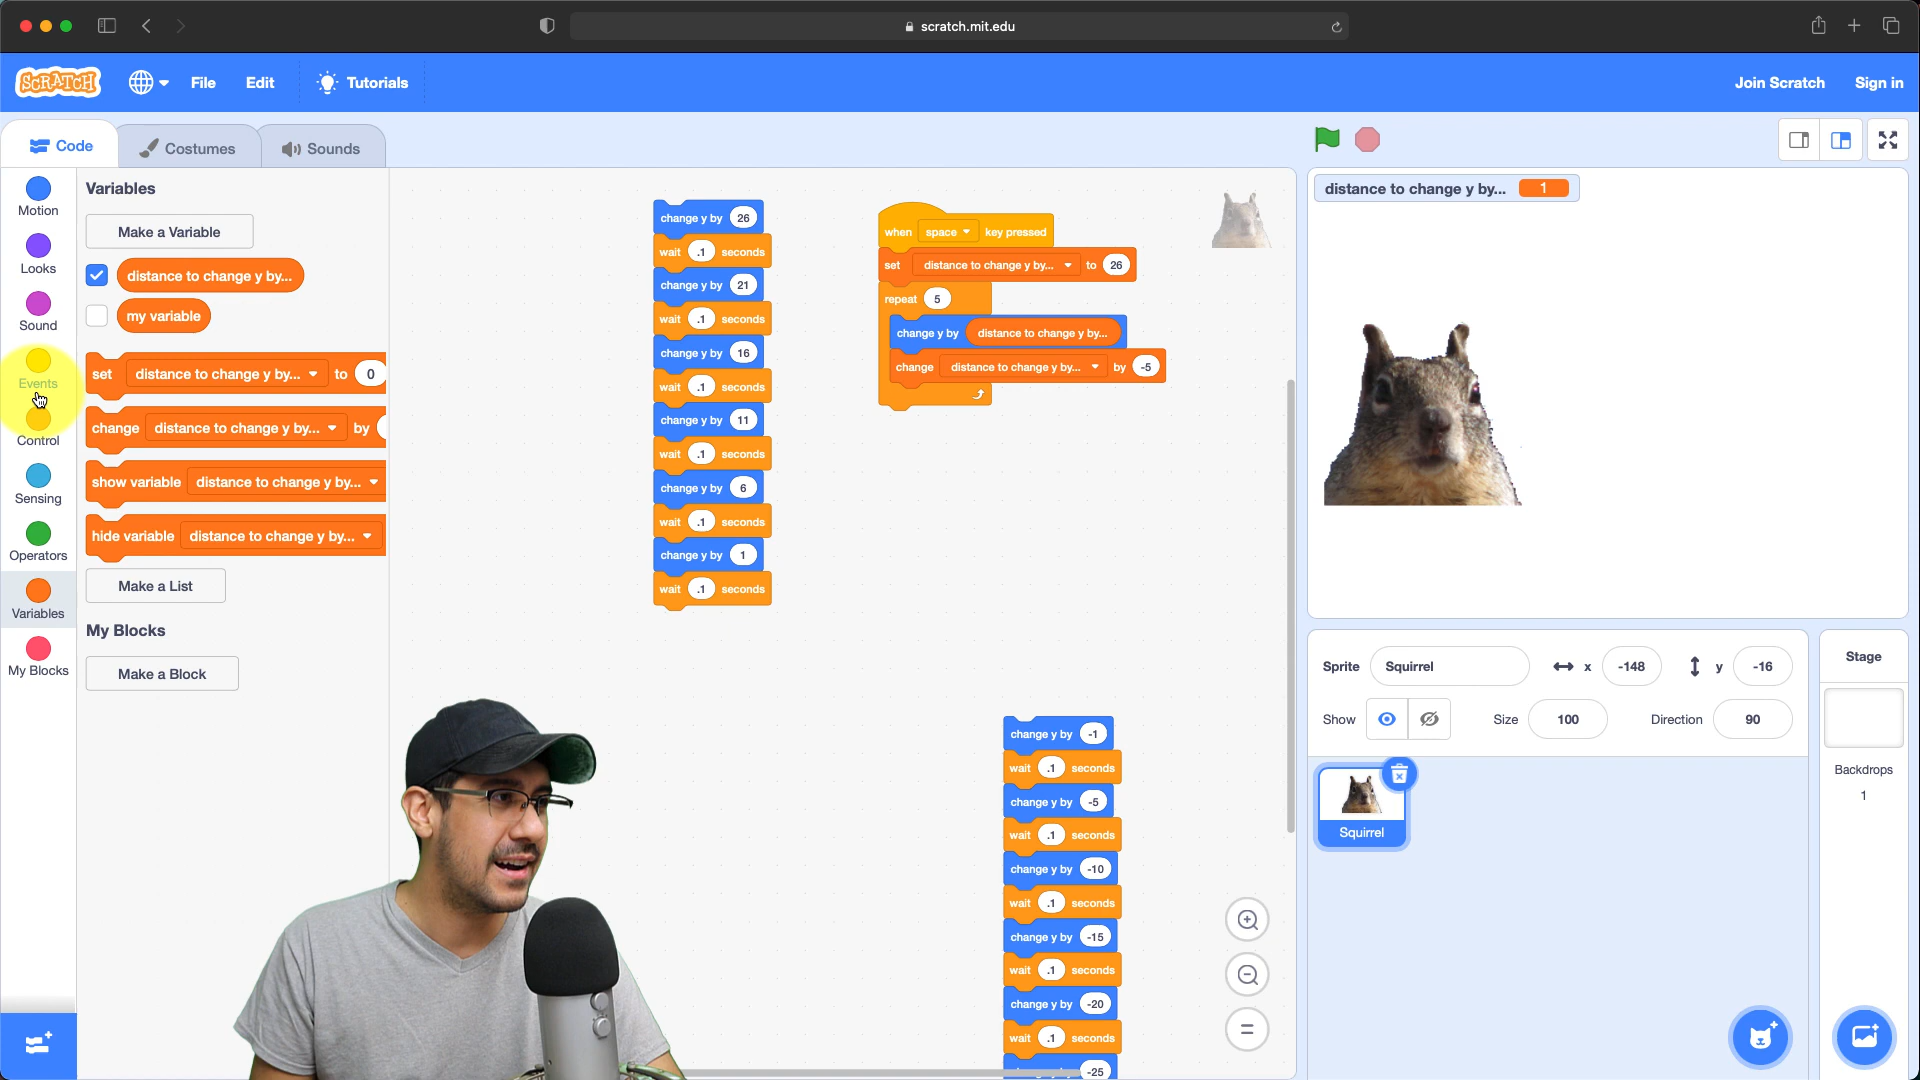 scratch.mit.edu
SCRATCH
File
Edit
Tutorials
Join Scratch
Sign in
Code
Costumes
Sounds
Motion
Looks
Sound
Events
Control
Sensing
Operators
Variables
My Blocks
Variables
Make a Variable
distance to change y by...
my variable
set distance to change y by... to 0
change distance to change y by... by
show variable distance to change y by...
hide variable distance to change y by...
Make a List
My Blocks
Make a Block
change y by 26
wait .1 seconds
change y by 21
wait .1 seconds
change y by 16
wait .1 seconds
change y by 11
wait .1 seconds
change y by 6
wait .1 seconds
change y by 1
wait .1 seconds
when space key pressed
set distance to change y by... to 26
repeat 5
change y by distance to change y by...
change distance to change y by... by -5
change y by -1
wait .1 seconds
change y by -5
wait .1 seconds
change y by -10
wait .1 seconds
change y by -15
wait .1 seconds
change y by -20
wait .1 seconds
-25
distance to change y by... 1
Sprite Squirrel x -148 y -16
Show Size 100 Direction 90
Squirrel
Stage
Backdrops
1